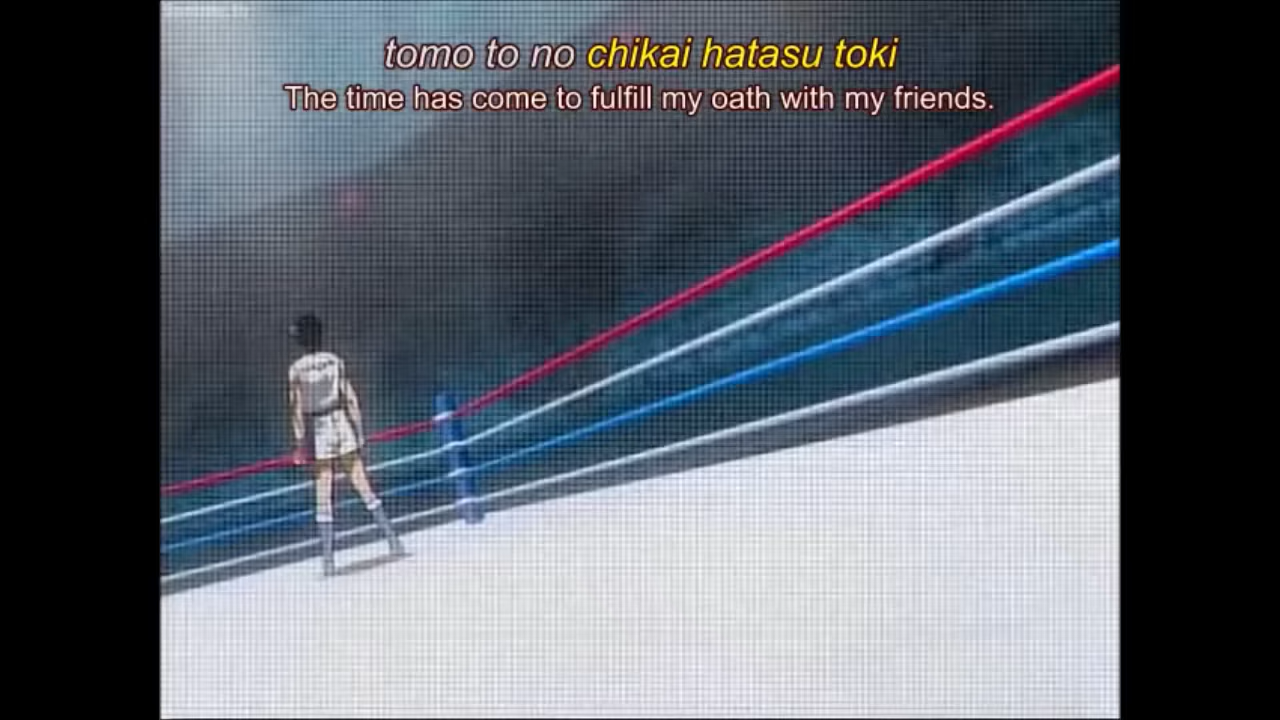 tomo to no chikai hatasu toki
The time has come to fulfill my oath with my friends.